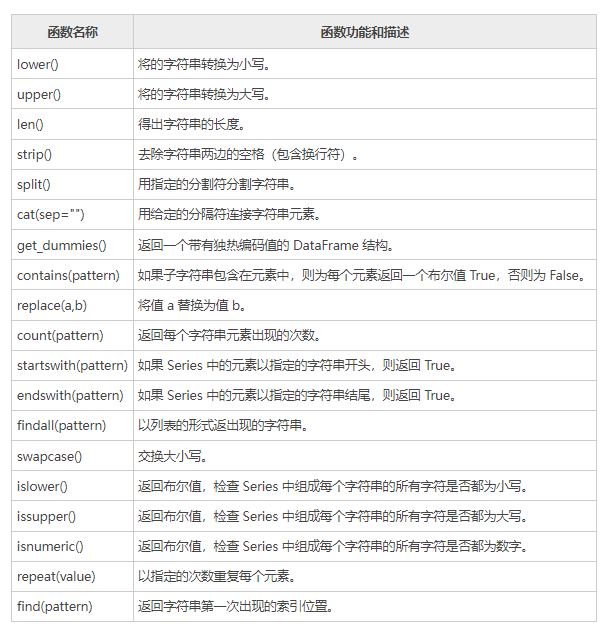 函数名称 函数功能和描述
lower() 将的字符串转换为小写。
upper() 将的字符串转换为大写。
len() 得出字符串的长度。
strip() 去除字符串两边的空格（包含换行符）。
split() 用指定的分割符分割字符串。
cat(sep="") 用给定的分隔符连接字符串元素。
get_dummies() 返回一个带有独热编码值的 DataFrame 结构。
contains(pattern) 如果子字符串包含在元素中，则为每个元素返回一个布尔值 True，否则为 False。
replace(a,b) 将值 a 替换为值 b。
count(pattern) 返回每个字符串元素出现的次数。
startswith(pattern) 如果 Series 中的元素以指定的字符串开头，则返回 True。
endswith(pattern) 如果 Series 中的元素以指定的字符串结尾，则返回 True。
findall(pattern) 以列表的形式返出现的字符串。
swapcase() 交换大小写。
islower() 返回布尔值，检查 Series 中组成每个字符串的所有字符是否都为小写。
issupper() 返回布尔值，检查 Series 中组成每个字符串的所有字符是否都为大写。
isnumeric() 返回布尔值，检查 Series 中组成每个字符串的所有字符是否都为数字。
repeat(value) 以指定的次数重复每个元素。
find(pattern) 返回字符串第一次出现的索引位置。